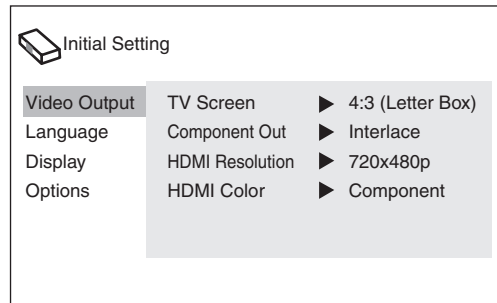 Initial Setting
Video Output TV Screen 4:3 (Letter Box)
Language Component Out Interlace
Display HDMI Resolution 720x480p
Options HDMI Color Component